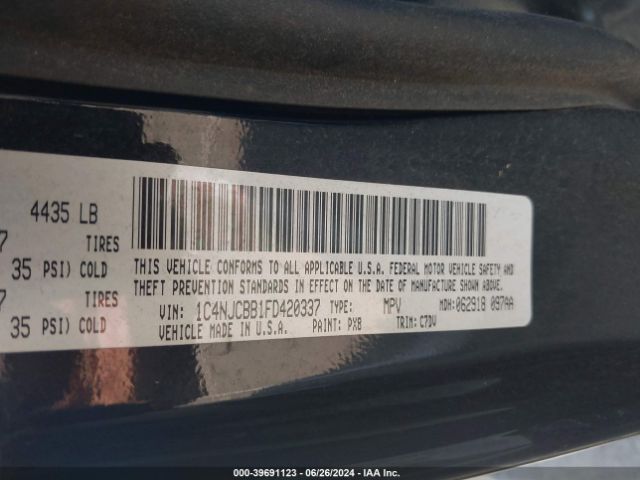 4435 LB
7 TIRES
35 PSI) COLD
7 TIRES
35 PSI) COLD
THIS VEHICLE CONFORMS TO ALL APPLICABLE U.S.A. FEDERAL MOTOR VEHICLE SAFETY AND
THEFT PREVENTION STANDARDS IN EFFECT ON THE DATE OF MANUFACTURE SHOWN ABOVE.
VIN: 1C4NJCBB1FD420337 TYPE: MPV MDH:062918 097AA
VEHICLE MADE IN U.S.A. PAINT: PXB TRIM: C7DV
000-39691123 - 06/26/2024 - IAA Inc.